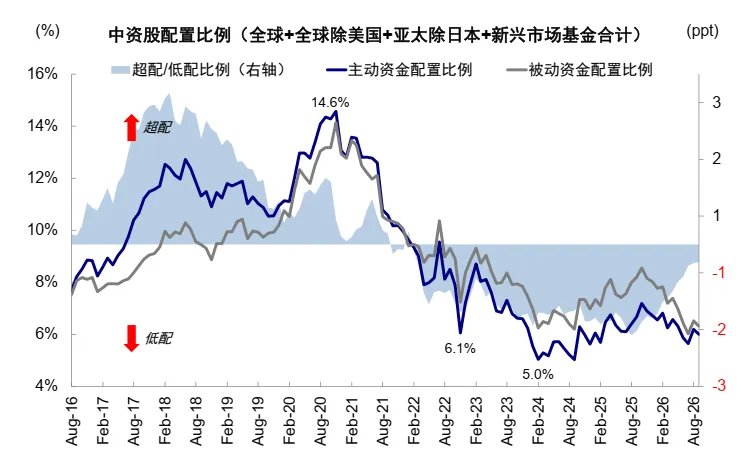 (%)
中资股配置比例（全球+全球除美国+亚太除日本+新兴市场基金合计）
(ppt)
超配/低配比例（右轴）
主动资金配置比例
被动资金配置比例
16%
14%
12%
10%
8%
6%
4%
3
2
1
-1
-2
-3
超配
低配
14.6%
6.1%
5.0%
Aug-16
Feb-17
Aug-17
Feb-18
Aug-18
Feb-19
Aug-19
Feb-20
Aug-20
Feb-21
Aug-21
Feb-22
Aug-22
Feb-23
Aug-23
Feb-24
Aug-24
Feb-25
Aug-25
Feb-26
Aug-26